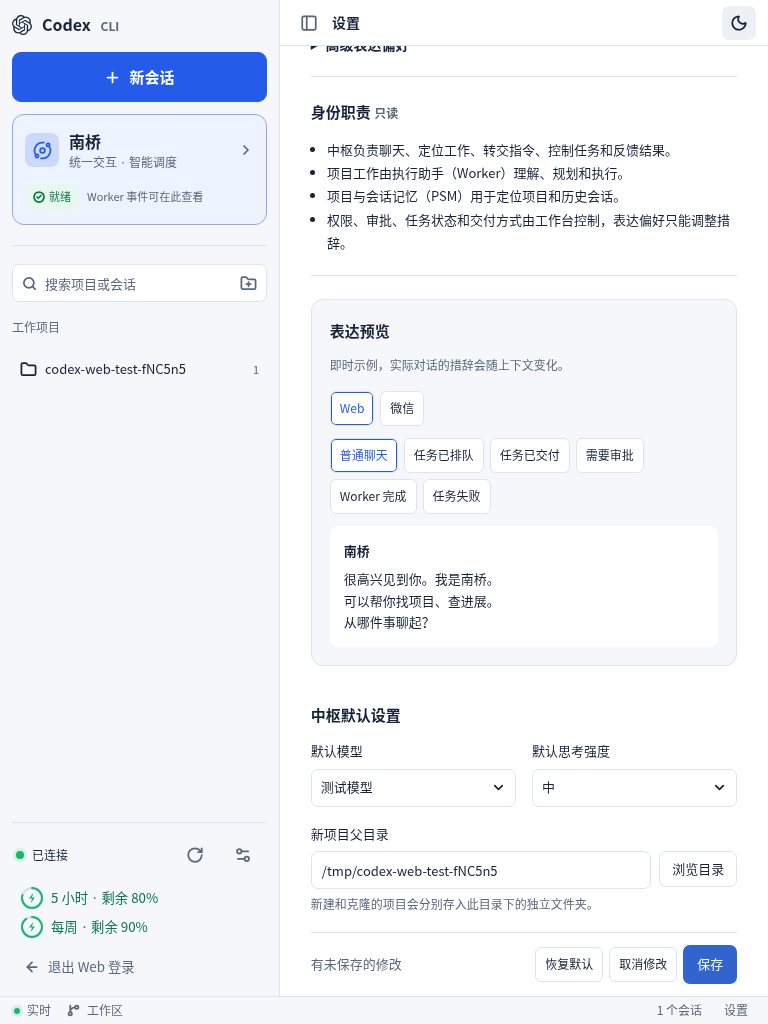 Codex CLI
新会话
南桥
统一交互 · 智能调度
就绪
Worker 事件可在此查看
搜索项目或会话
工作项目
codex-web-test-fNC5n5
1
已连接
5 小时 · 剩余 80%
每周 · 剩余 90%
退出 Web 登录
设置
高级表达偏好
身份职责 只读
中枢负责聊天、定位工作、转交指令、控制任务和反馈结果。
项目工作由执行助手（Worker）理解、规划和执行。
项目与会话记忆（PSM）用于定位项目和历史会话。
权限、审批、任务状态和交付方式由工作台控制，表达偏好只能调整措
辞。
表达预览
即时示例，实际对话的措辞会随上下文变化。
Web
微信
普通聊天
任务已排队
任务已交付
需要审批
Worker 完成
任务失败
南桥
很高兴见到你。我是南桥。
可以帮你找项目、查进展。
从哪件事聊起？
中枢默认设置
默认模型
默认思考强度
测试模型
中
新项目父目录
/tmp/codex-web-test-fNC5n5
浏览目录
新建和克隆的项目会分别存入此目录下的独立文件夹。
有未保存的修改
恢复默认
取消修改
保存
实时
工作区
1 个会话
设置